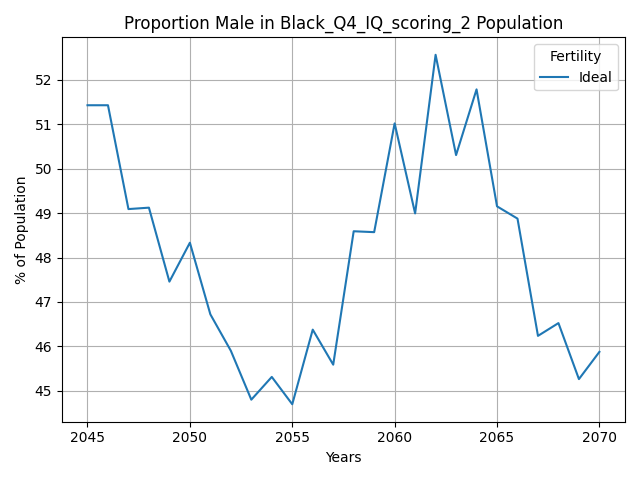 Proportion Male in Black_Q4_IQ_scoring_2 Population
Fertility
Ideal
% of Population
52
51
50
49
48
47
46
45
2045
2050
2055
2060
2065
2070
Years